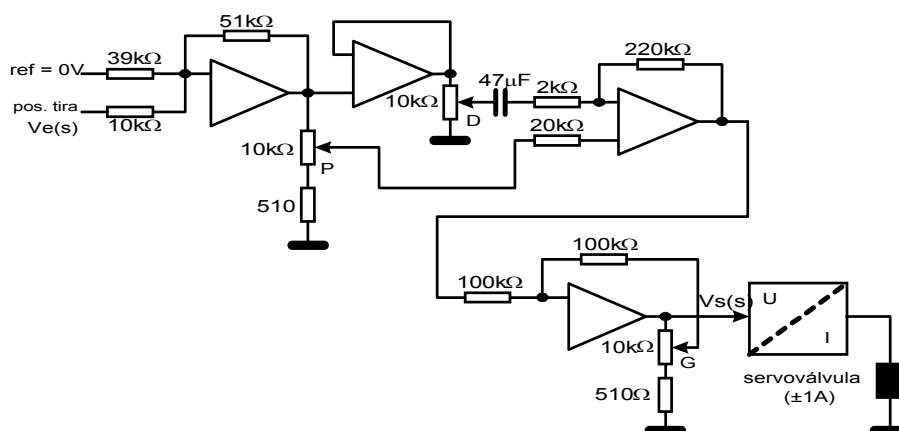 51kΩ
39kΩ
ref = 0V
pos. tira
Ve(s)
10kΩ
10kΩ
P
510
10kΩ
D
47µF
2kΩ
220kΩ
20kΩ
100kΩ
100kΩ
Vs(s)
U
I
10kΩ
G
510Ω
servoválvula
(±1A)